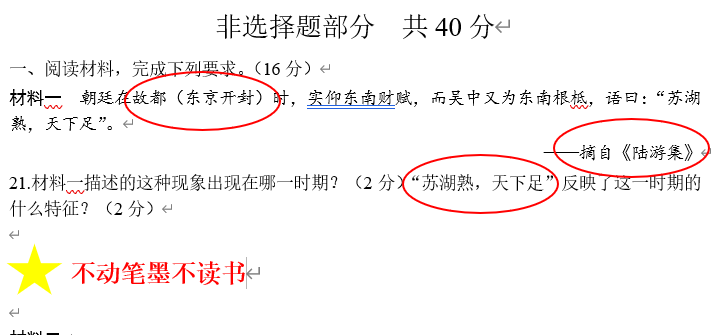 非选择题部分　共 40 分
一、阅读材料，完成下列要求。（16 分）
材料一　朝廷在故都（东京开封）时，实仰东南财赋，而吴中又为东南根柢，语曰：“苏湖
熟，天下足”。
——摘自《陆游集》
21.材料一描述的这种现象出现在哪一时期？（2 分）“苏湖熟，天下足”反映了这一时期的
什么特征？（2 分）
不动笔墨不读书